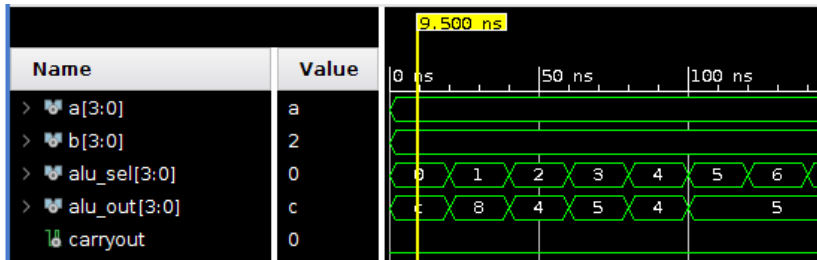 9.500 ns
Name Value 0 ns 50 ns 100 ns
a[3:0] a
b[3:0] 2
alu_sel[3:0] 0 0 1 2 3 4 5 6
alu_out[3:0] c c 8 4 5 4 5
carryout 0